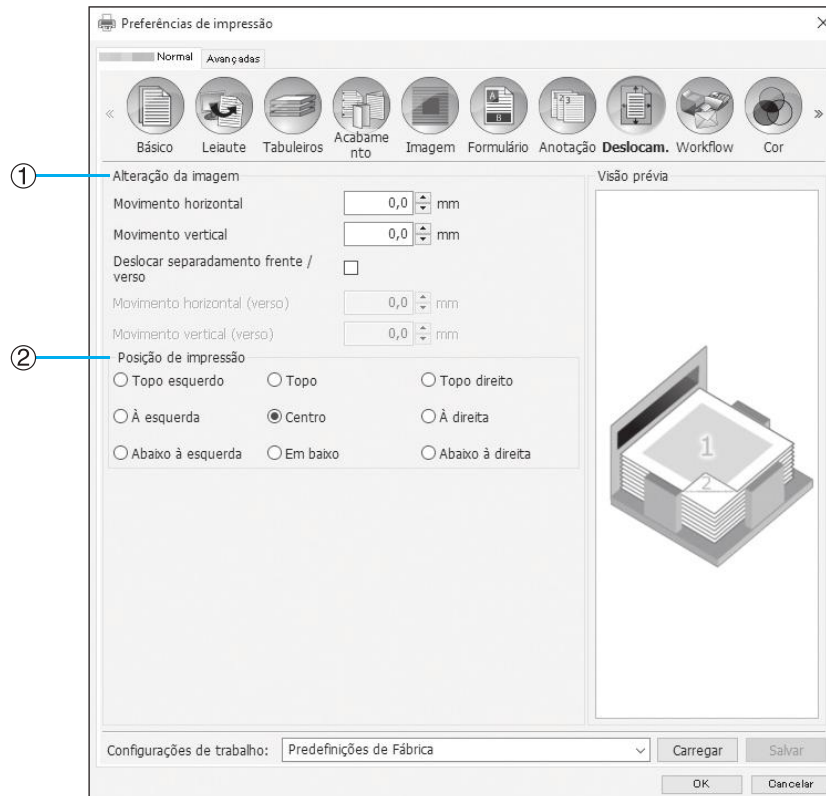 Preferências de impressão
Normal Avançadas
« Básico Leiaute Tabuleiros Acabame
nto Imagem Formulário Anotação Deslocam. Workflow Cor »
1 Alteração da imagem
Movimento horizontal 0,0 mm
Movimento vertical 0,0 mm
Deslocar separadamento frente /
verso
Movimento horizontal (verso) 0,0 mm
Movimento vertical (verso) 0,0 mm
2 Posição de impressão
Topo esquerdo Topo Topo direito
À esquerda Centro À direita
Abaixo à esquerda Em baixo Abaixo à direita
Visão prévia
1
2
Configurações de trabalho: Predefinições de Fábrica Carregar Salvar
OK Cancelar